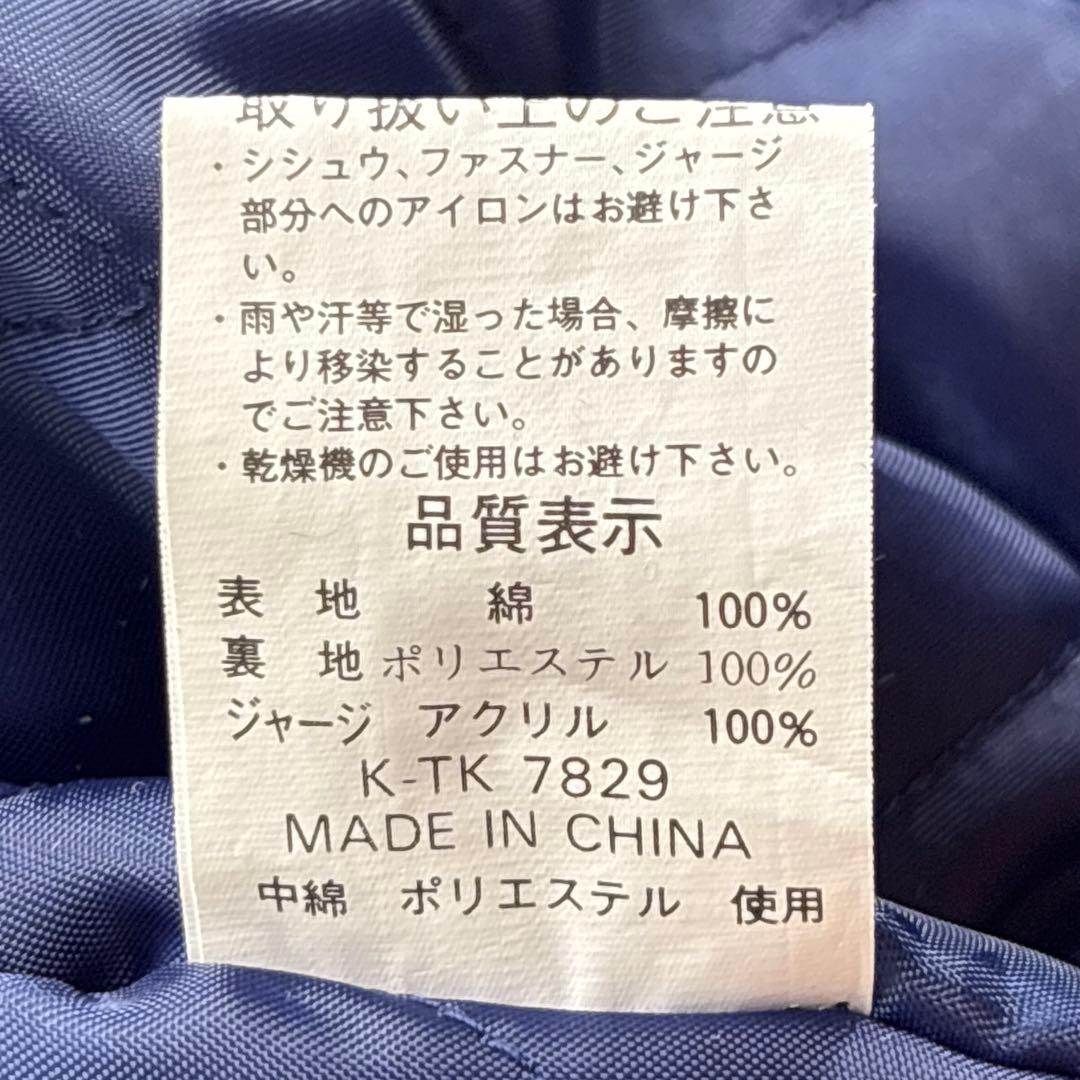 取り扱い上のご注意
・シシュウ、ファスナー、ジャージ
部分へのアイロンはお避け下さ
い。
・雨や汗等で湿った場合、摩擦に
より移染することがありますの
でご注意下さい。
・乾燥機のご使用はお避け下さい。
品質表示
表 地 綿 100%
裏 地 ポリエステル 100%
ジャージ アクリル 100%
K-TK 7829
MADE IN CHINA
中綿 ポリエステル 使用